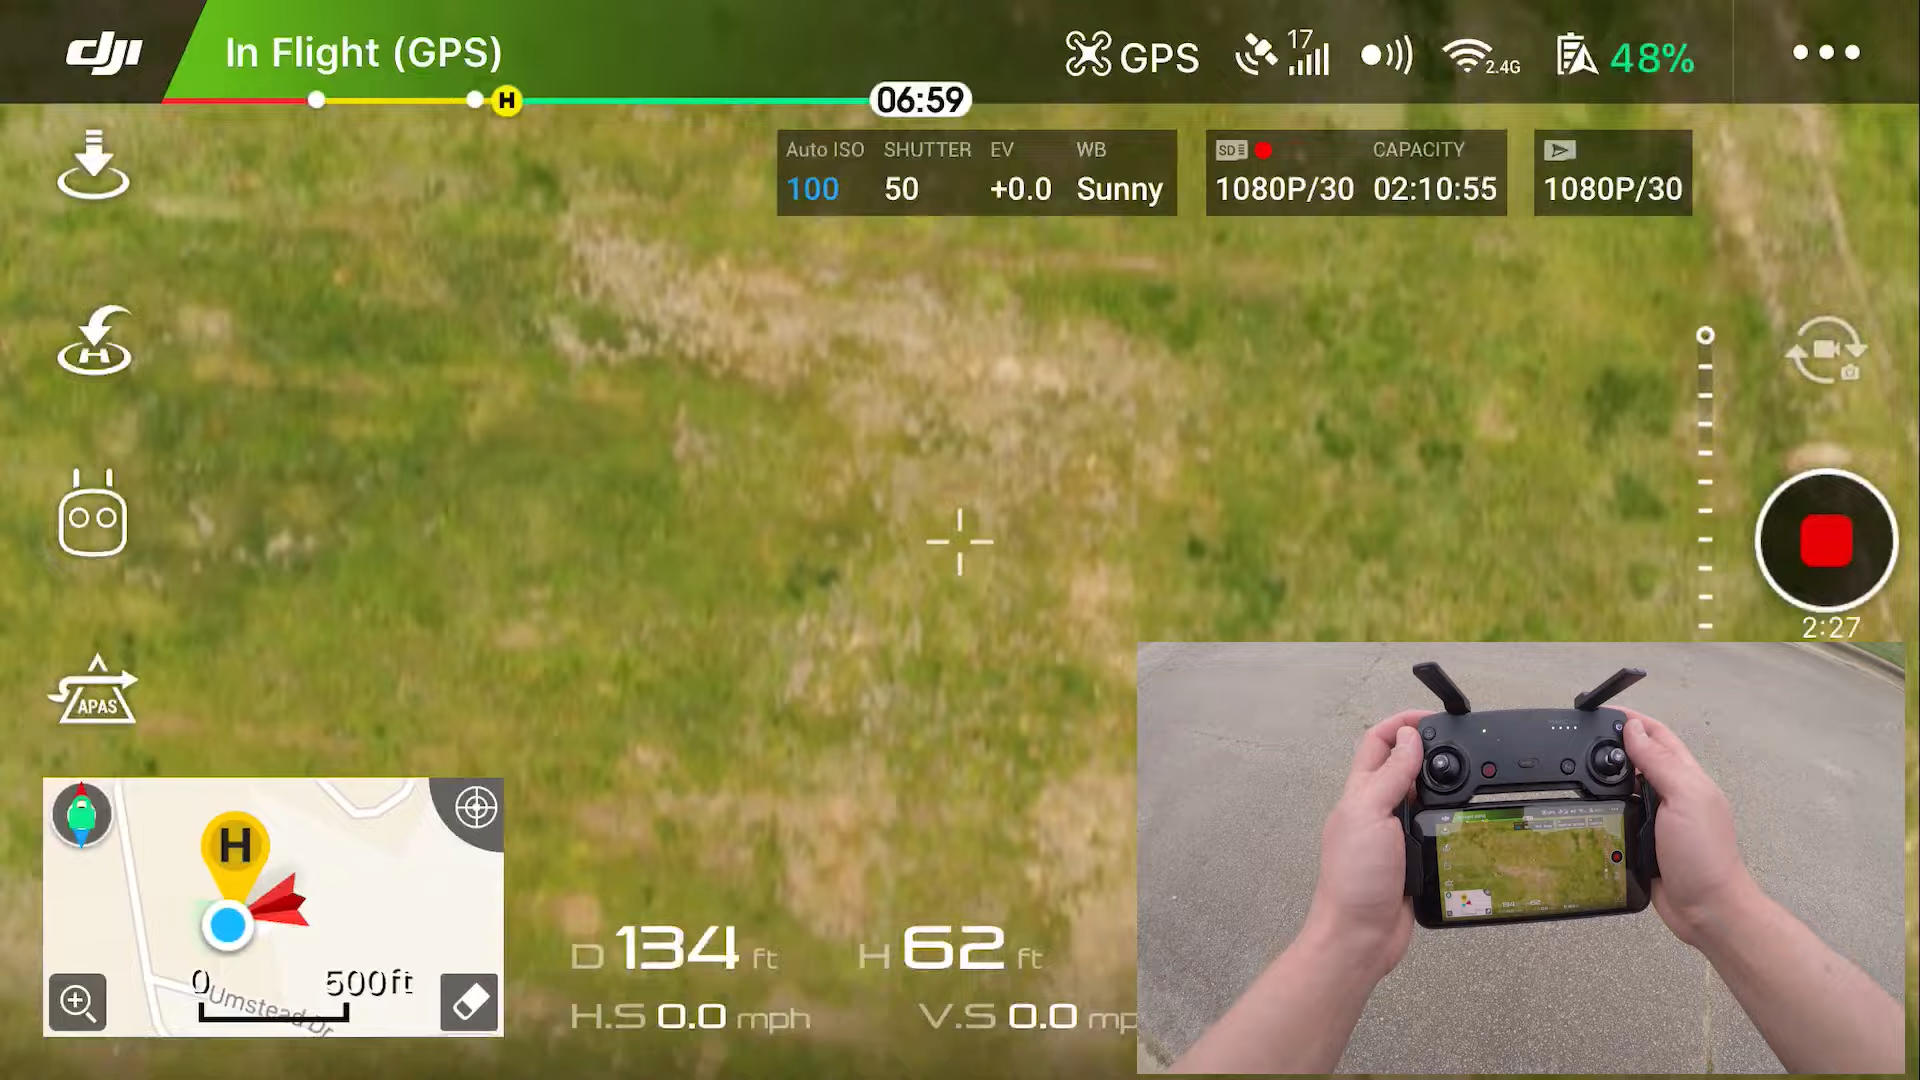 dji In Flight (GPS) GPS 17 2.4G 48%
H 06:59
Auto ISO SHUTTER EV WB SD CAPACITY
100 50 +0.0 Sunny 1080P/30 02:10:55 1080P/30
H
2:27
APAS
H
0 500ft
Umstead Dr
D 134 ft H 62 ft
H.S 0.0 mph V.S 0.0 mp